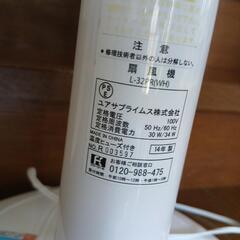 注意
•修理技術者以外の人は分解しない
扇風機
L-32PR(WH)
PS
E
ユアサプライムス株式会社
定格電圧 100V
定格周波数 50 Hz/60 Hz
定格消費電力 30 W/34 W
MADE IN CHINA
温度ヒューズ付き
NO.R 003597
14年製
お客様ご相談窓口
0120-988-475